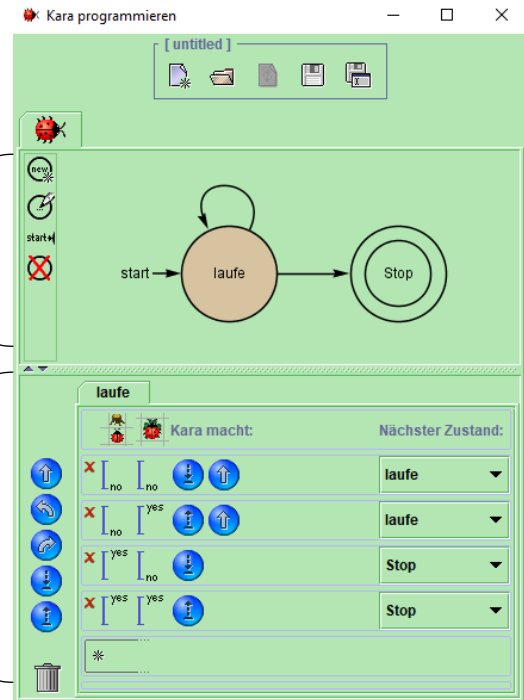 Kara programmieren
[ untitled ]
new
start
start
laufe
Stop
laufe
Kara macht: Nächster Zustand:
no no laufe
no yes laufe
yes no Stop
yes yes Stop